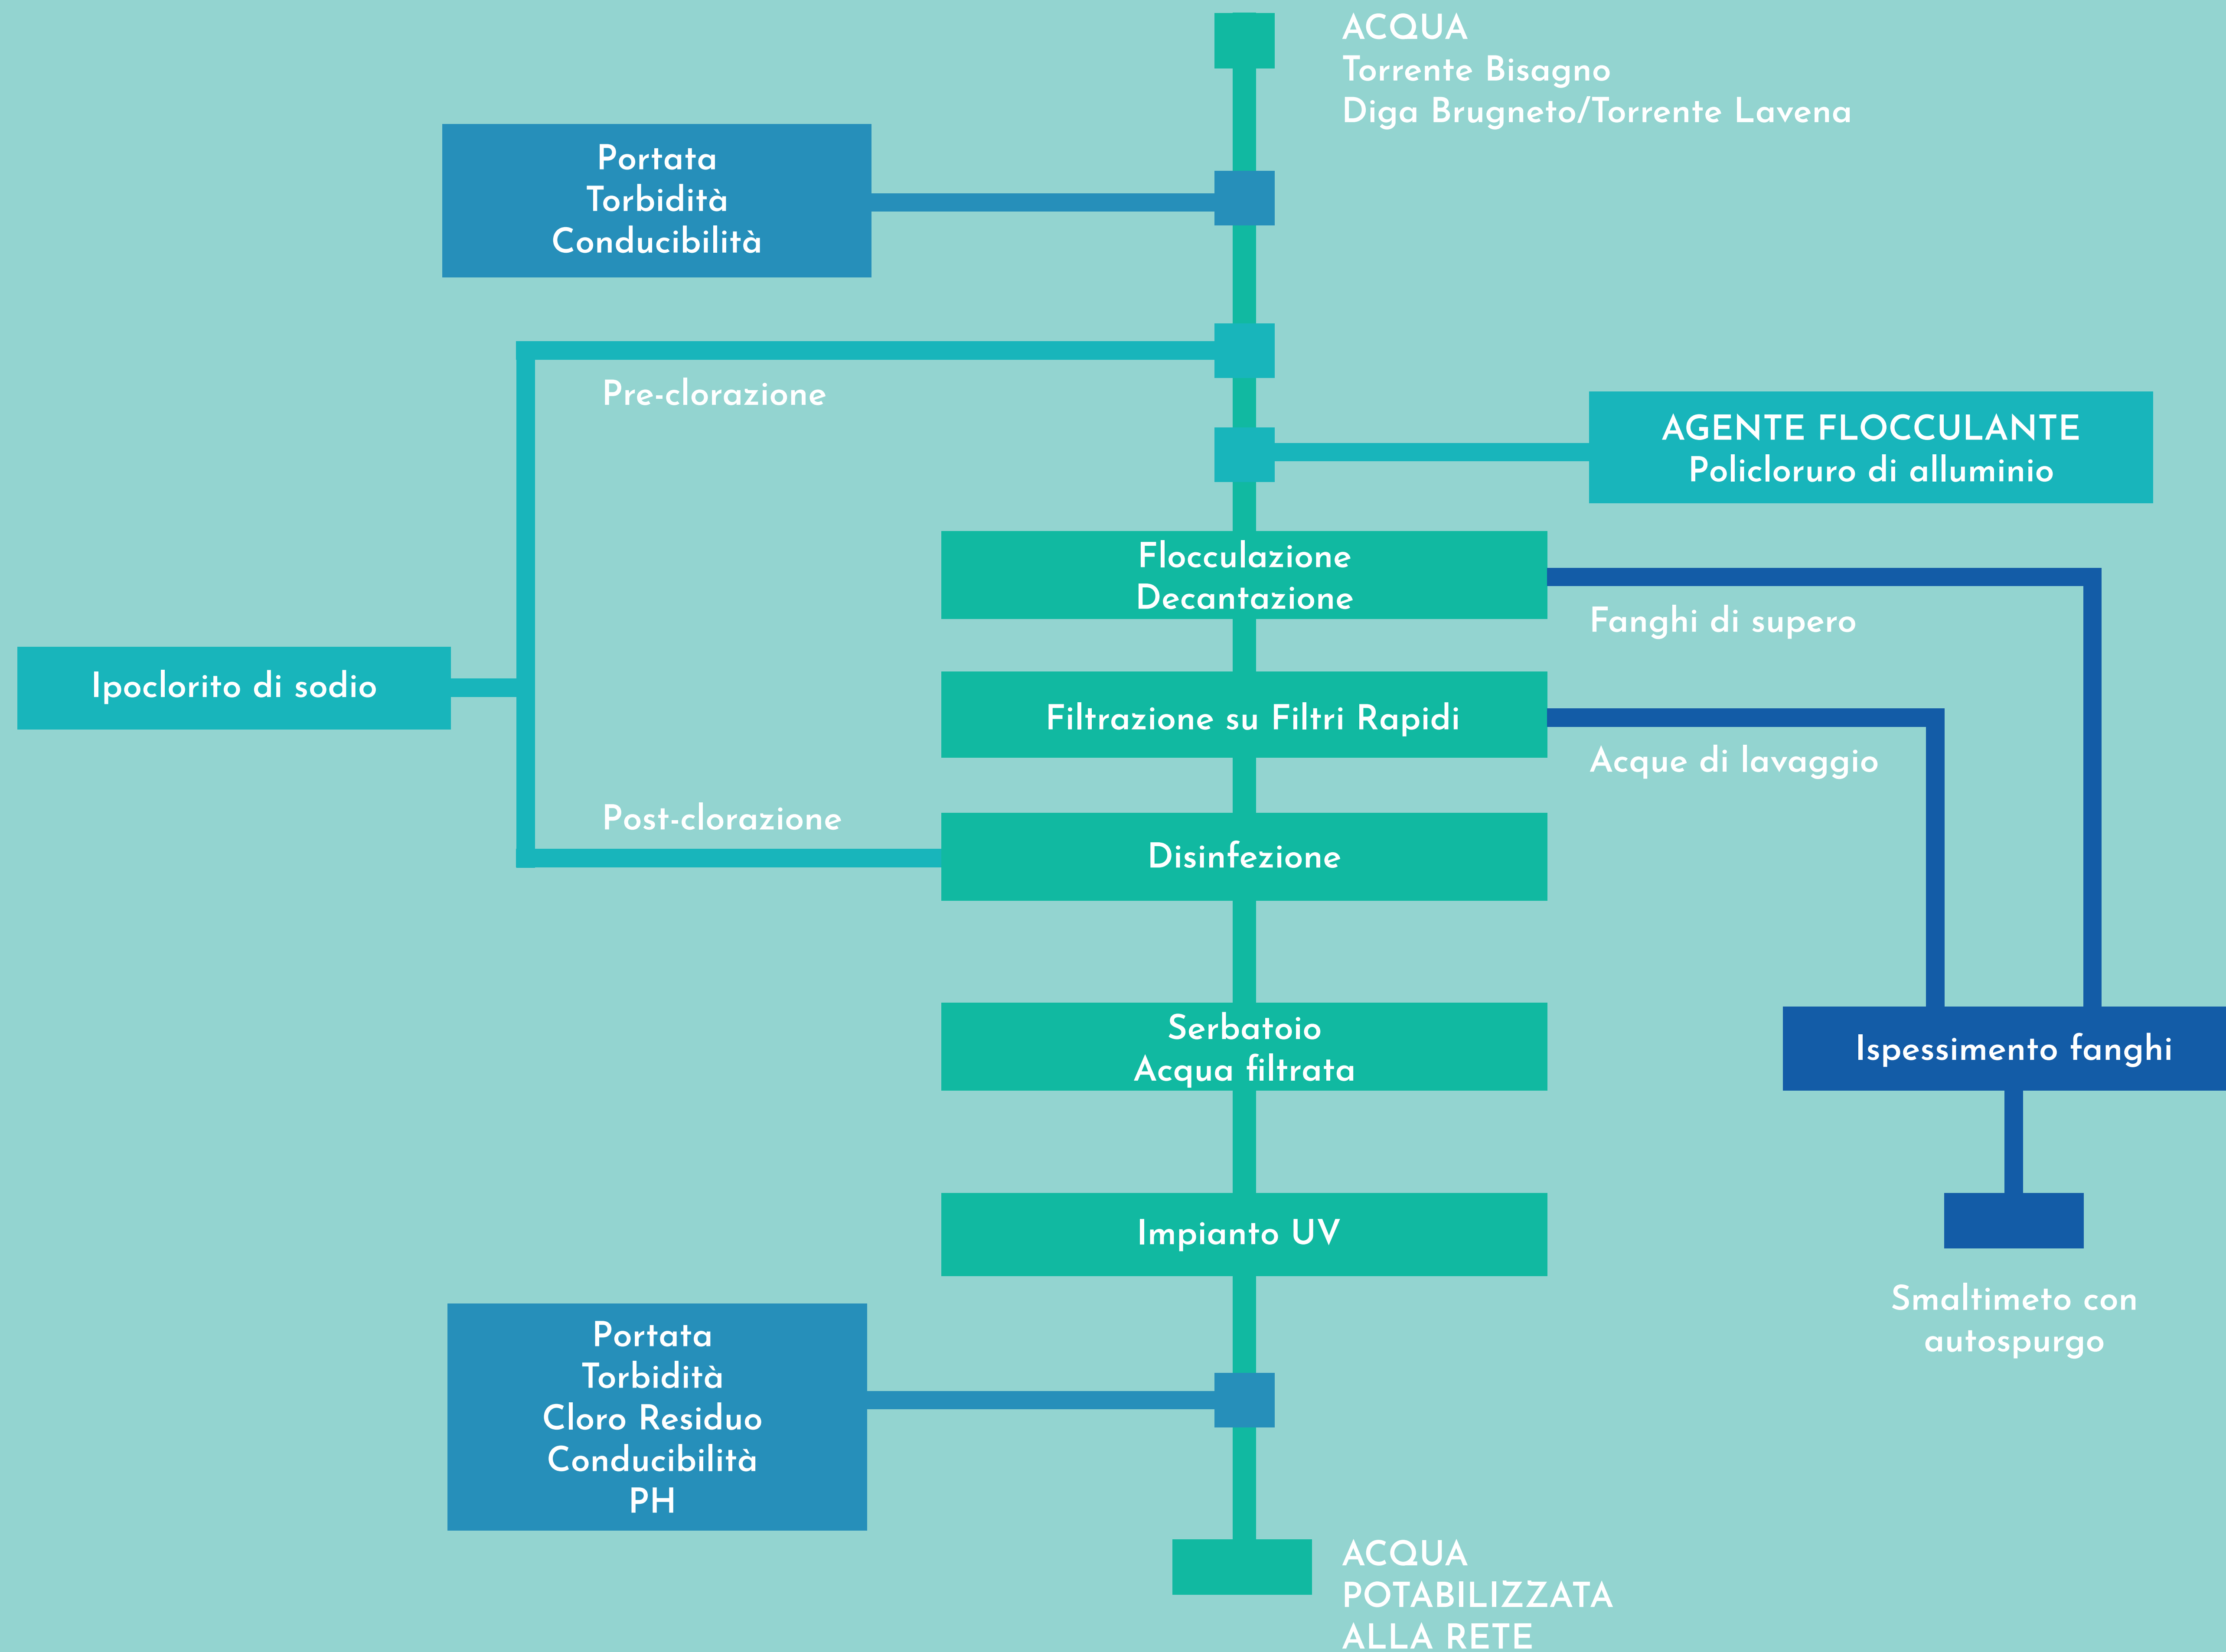 ACQUA
Torrente Bisagno
Diga Brugneto/Torrente Lavena
Portata
Torbidità
Conducibilità
Pre-clorazione
AGENTE FLOCCULANTE
Policloruro di alluminio
Flocculazione
Decantazione
Fanghi di supero
Ipoclorito di sodio
Filtrazione su Filtri Rapidi
Acque di lavaggio
Post-clorazione
Disinfezione
Serbatoio
Acqua filtrata
Ispessimento fanghi
Impianto UV
Smaltimeto con
autospurgo
Portata
Torbidità
Cloro Residuo
Conducibilità
PH
ACQUA
POTABILIZZATA
ALLA RETE